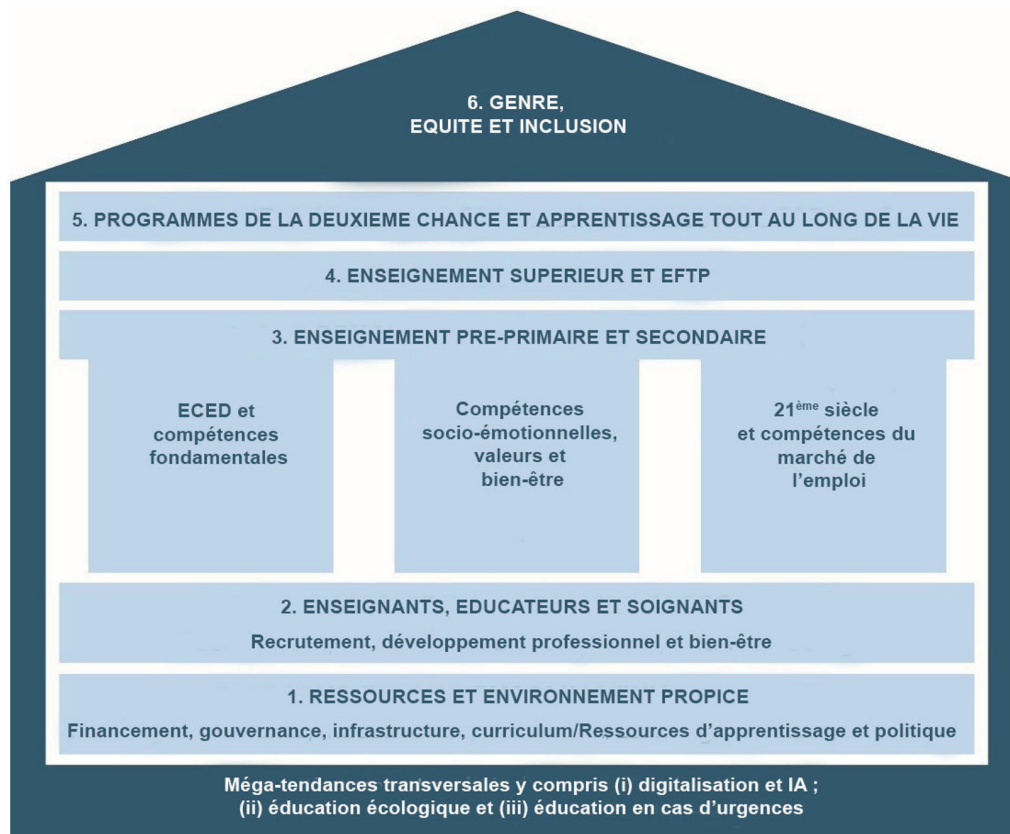 6. GENRE,
EQUITE ET INCLUSION
5. PROGRAMMES DE LA DEUXIEME CHANCE ET APPRENTISSAGE TOUT AU LONG DE LA VIE
4. ENSEIGNEMENT SUPERIEUR ET EFTP
3. ENSEIGNEMENT PRE-PRIMAIRE ET SECONDAIRE
ECED et
compétences
fondamentales
Compétences
socio-émotionnelles,
valeurs et
bien-être
21ème siècle
et compétences du
marché de
l’emploi
2. ENSEIGNANTS, EDUCATEURS ET SOIGNANTS
Recrutement, développement professionnel et bien-être
1. RESSOURCES ET ENVIRONNEMENT PROPICE
Financement, gouvernance, infrastructure, curriculum/Ressources d’apprentissage et politique
Méga-tendances transversales y compris (i) digitalisation et IA ;
(ii) éducation écologique et (iii) éducation en cas d’urgences